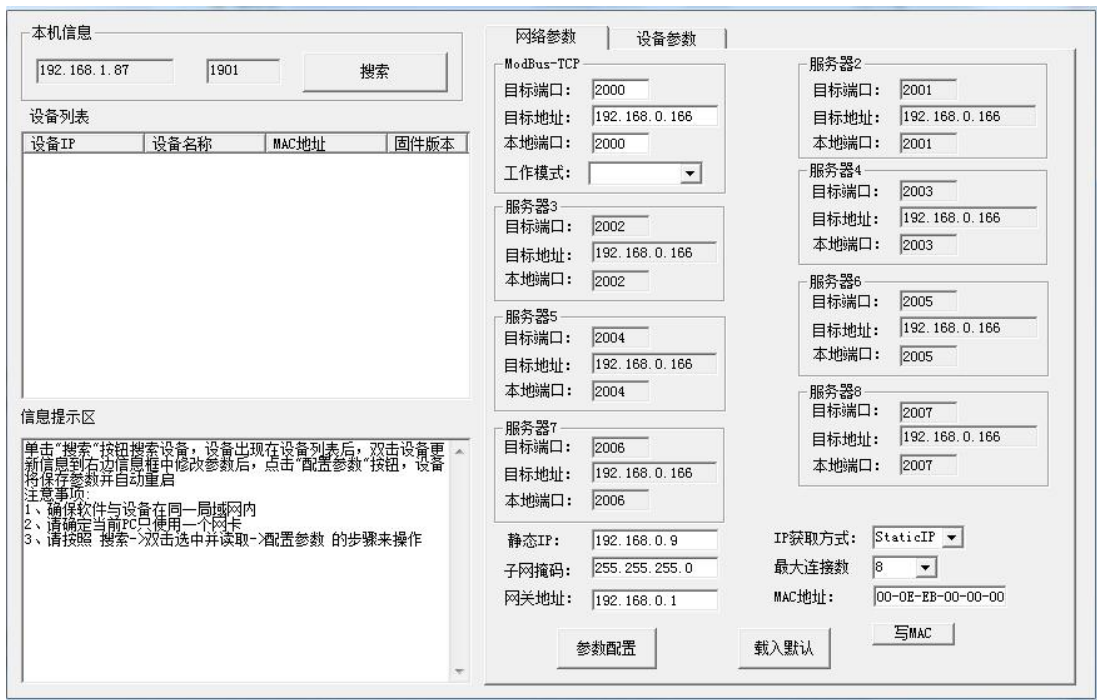 本机信息
192.168.1.87 1901 搜索
设备列表
设备IP 设备名称 MAC地址 固件版本
信息提示区
单击"搜索"按钮搜索设备，设备出现在设备列表后，双击设备更
新信息到右边信息框中修改参数后，点击"配置参数"按钮，设备
将保存参数并自动重启
注意事项:
1、确保软件与设备在同一局域网内
2、请确定当前PC只使用一个网卡
3、请按照 搜索->双击选中并读取->配置参数 的步骤来操作
网络参数 设备参数
ModBus-TCP
目标端口: 2000
目标地址: 192.168.0.166
本地端口: 2000
工作模式:
服务器2
目标端口: 2001
目标地址: 192.168.0.166
本地端口: 2001
服务器3
目标端口: 2002
目标地址: 192.168.0.166
本地端口: 2002
服务器4
目标端口: 2003
目标地址: 192.168.0.166
本地端口: 2003
服务器5
目标端口: 2004
目标地址: 192.168.0.166
本地端口: 2004
服务器6
目标端口: 2005
目标地址: 192.168.0.166
本地端口: 2005
服务器7
目标端口: 2006
目标地址: 192.168.0.166
本地端口: 2006
服务器8
目标端口: 2007
目标地址: 192.168.0.166
本地端口: 2007
静态IP: 192.168.0.9
子网掩码: 255.255.255.0
网关地址: 192.168.0.1
IP获取方式: StaticIP
最大连接数 8
MAC地址: 00-0E-EB-00-00-00
写MAC
参数配置 载入默认